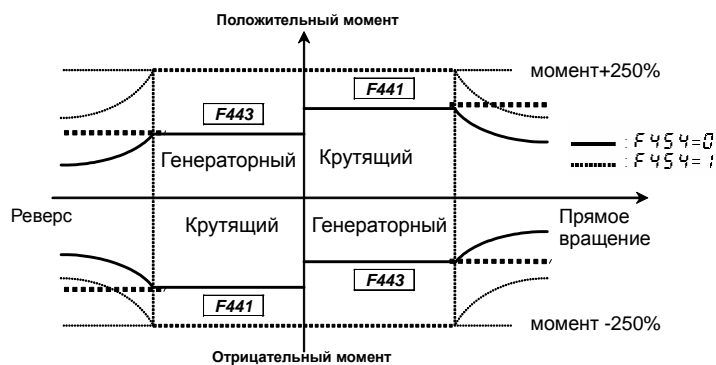 Положительный момент
момент+250%
F441
F443
: F454=0
: F454=1
Генераторный
Крутящий
Реверс
Крутящий
Генераторный
Прямое
вращение
F443
F441
момент -250%
Отрицательный момент